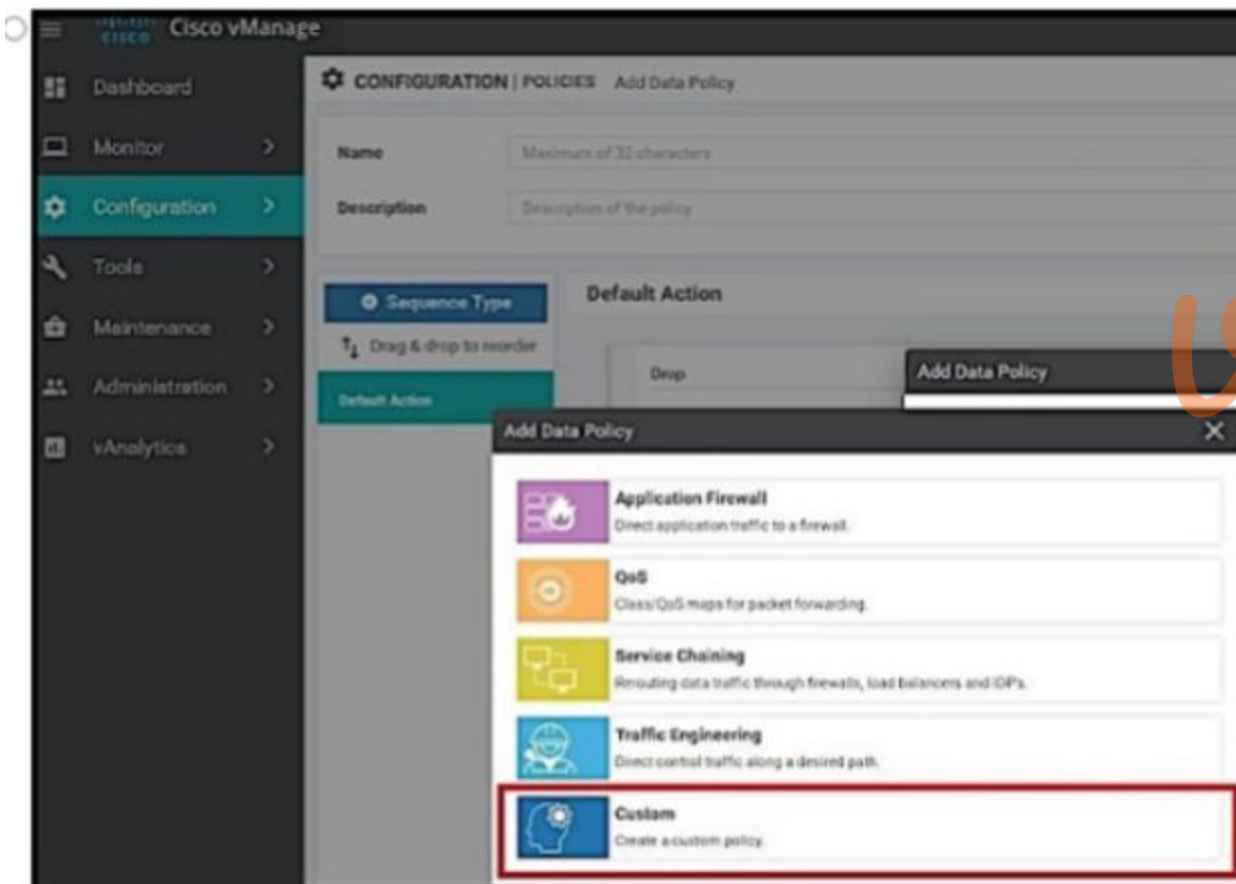 CISCO Cisco vManage
Dashboard
Monitor
Configuration
Tools
Maintenance
Administration
vAnalytics
CONFIGURATION | POLICIES Add Data Policy
Name Maximum of 32 characters
Description Description of the policy
Sequence Type
Drag & drop to reorder
Default Action
Default Action
Drop
Add Data Policy
Add Data Policy
Application Firewall
Direct application traffic to a firewall.
QoS
Class/QoS maps for packet forwarding.
Service Chaining
Rerouting data traffic through firewalls, load balancers and IDP's.
Traffic Engineering
Direct control traffic along a desired path.
Custom
Create a custom policy.